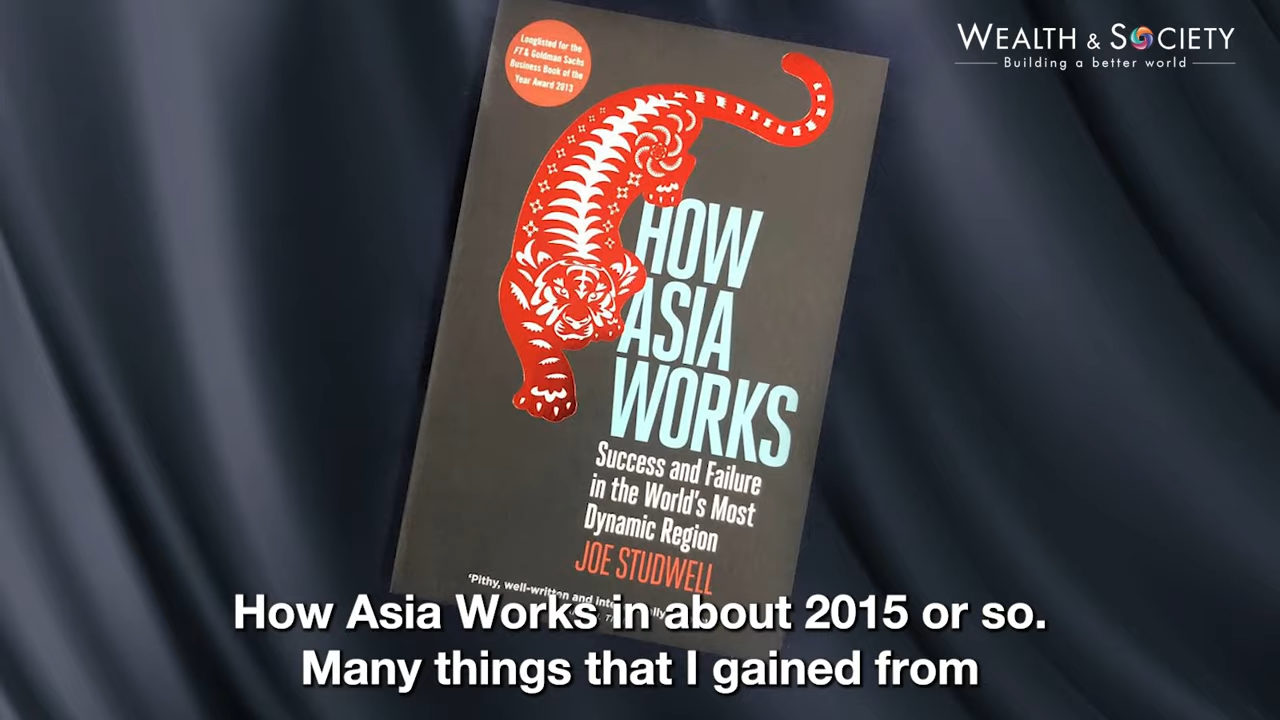 WEALTH & SOCIETY
Building a better world
Longlisted for the
FT & Goldman Sachs
Business Book of the
Year Award 2013
HOW
ASIA
WORKS
Success and Failure
in the World's Most
Dynamic Region
JOE STUDWELL
'Pithy, well-written and
How Asia Works in about 2015 or so.
Many things that I gained from